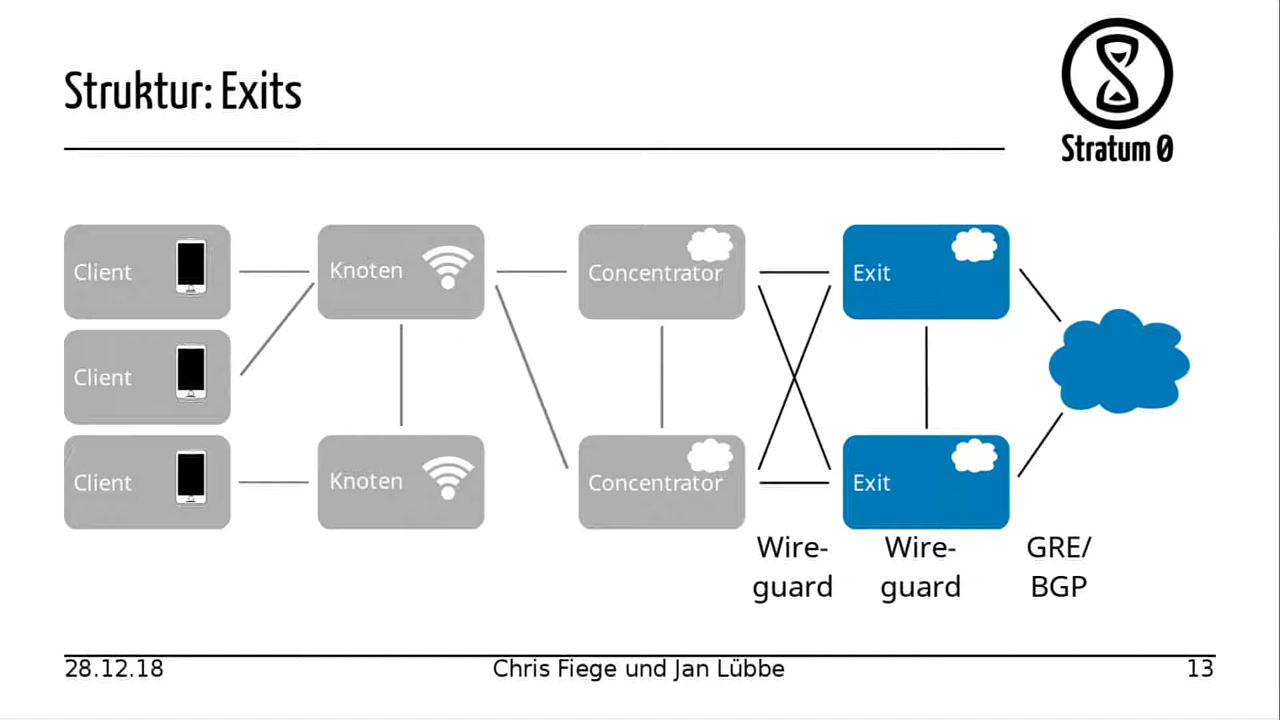 Struktur: Exits
Stratum 0
Client
Knoten
Concentrator
Exit
Client
Client
Knoten
Concentrator
Exit
Wire-
guard
Wire-
guard
GRE/
BGP
28.12.18
Chris Fiege und Jan Lübbe
13